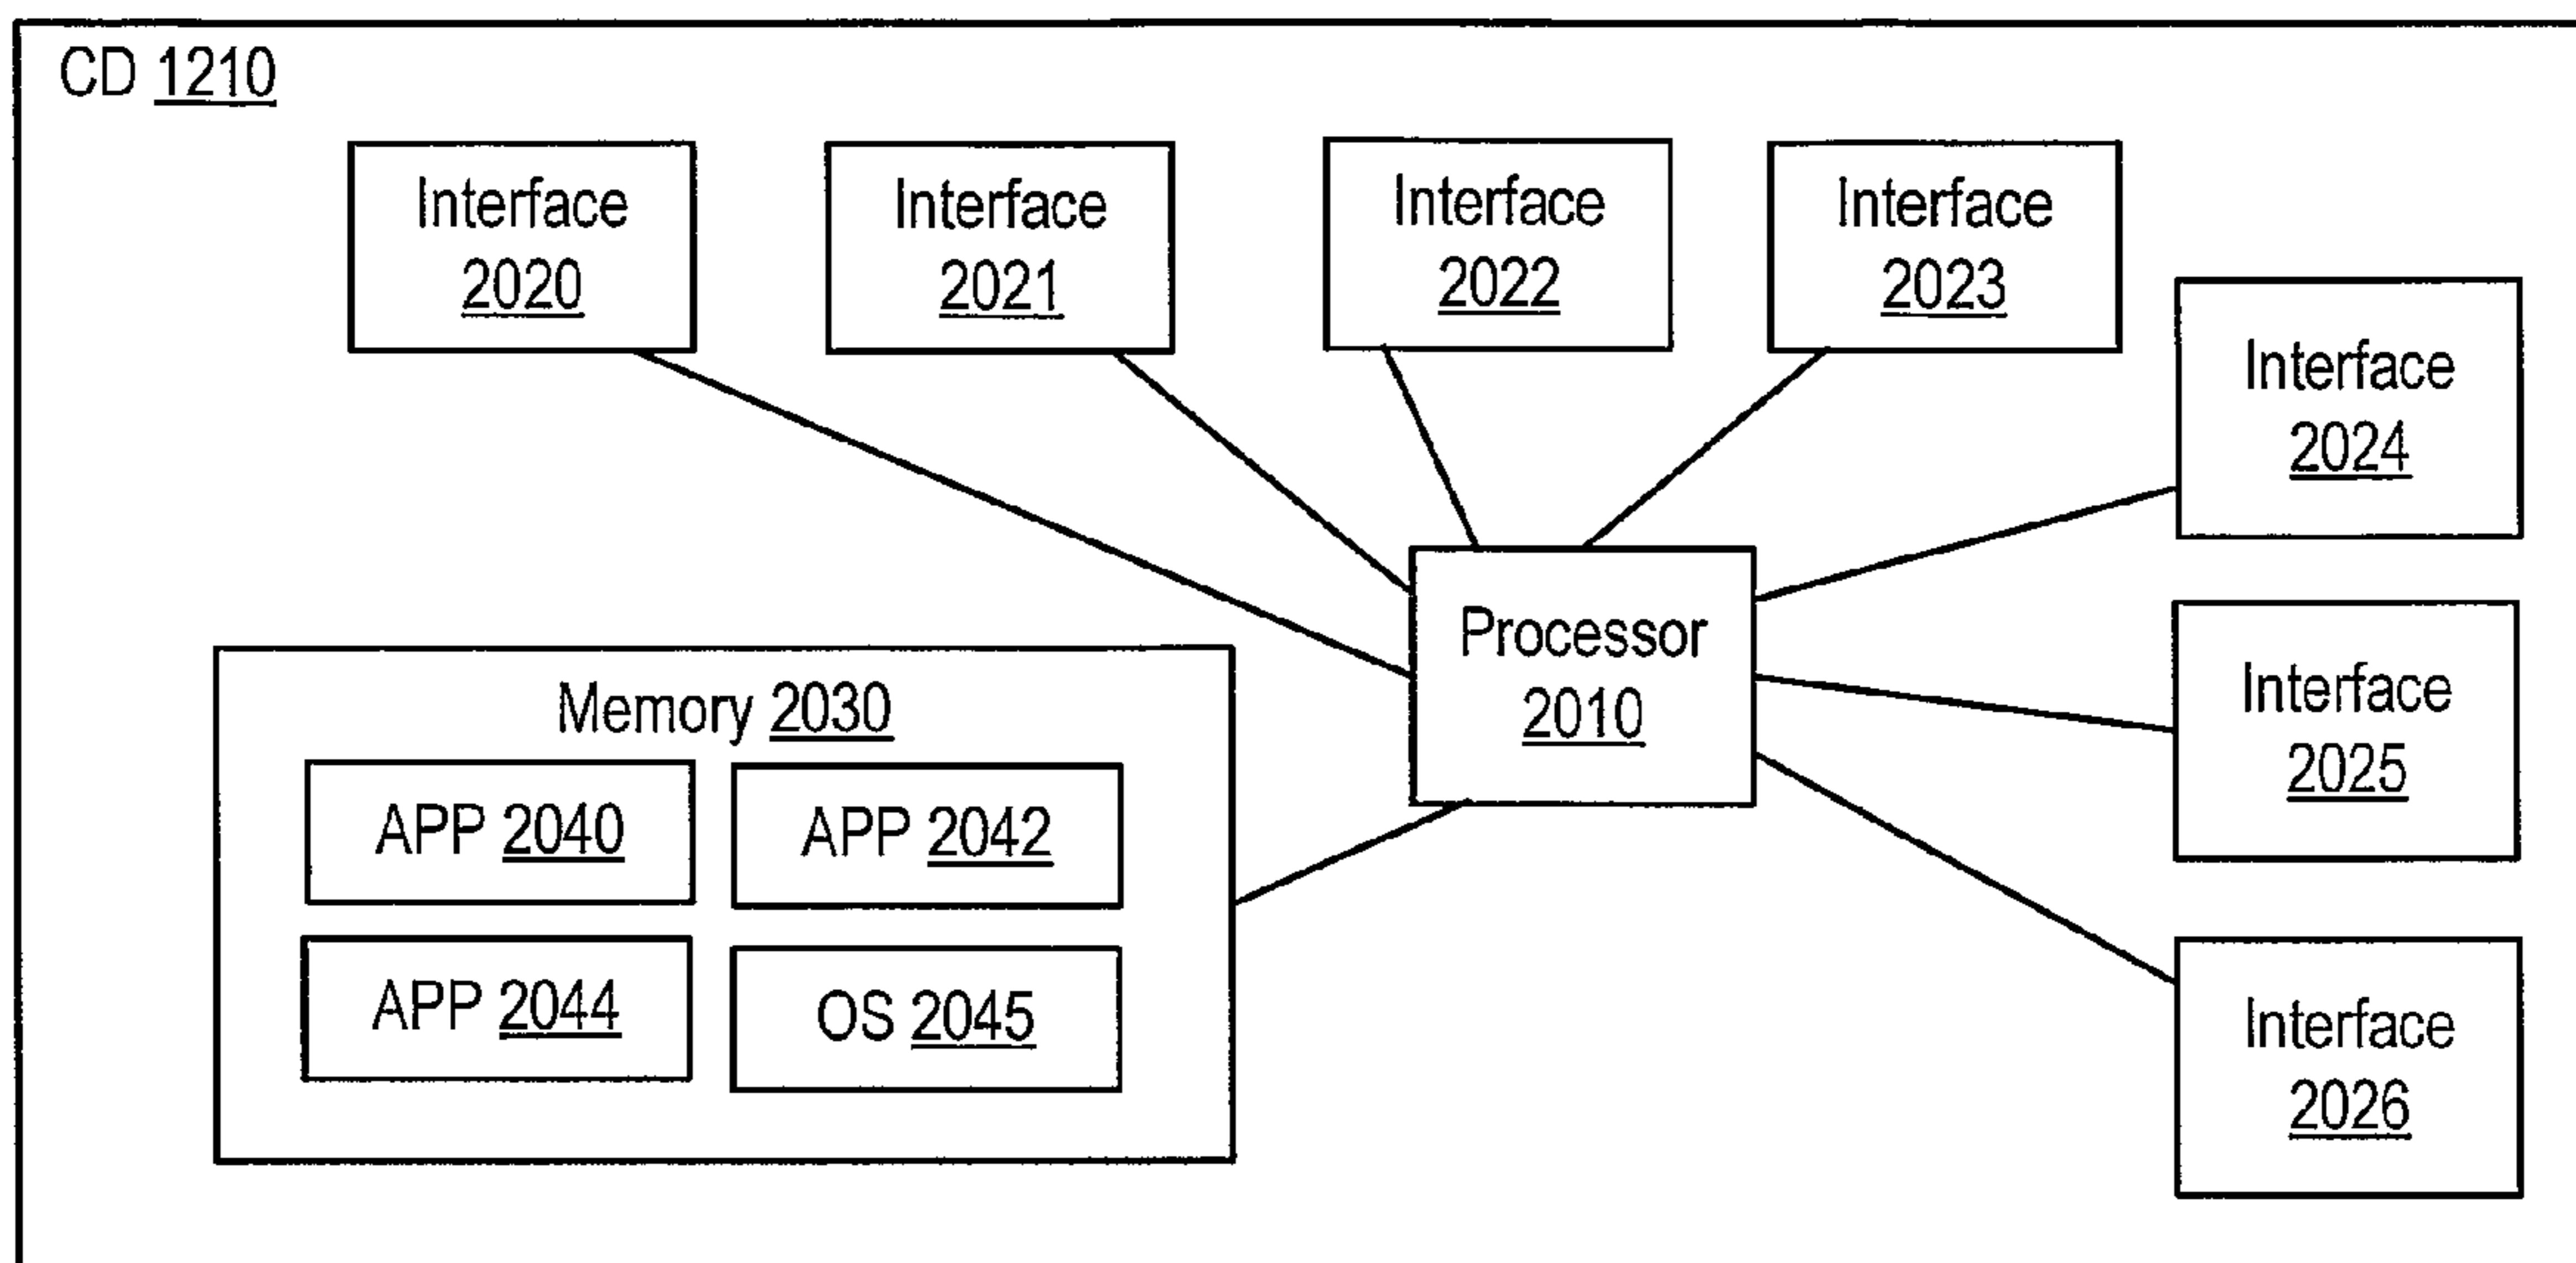 CD 1210
Interface
2020
Interface
2021
Interface
2022
Interface
2023
Interface
2024
Processor
2010
Interface
2025
Memory 2030
APP 2040
APP 2042
APP 2044
OS 2045
Interface
2026